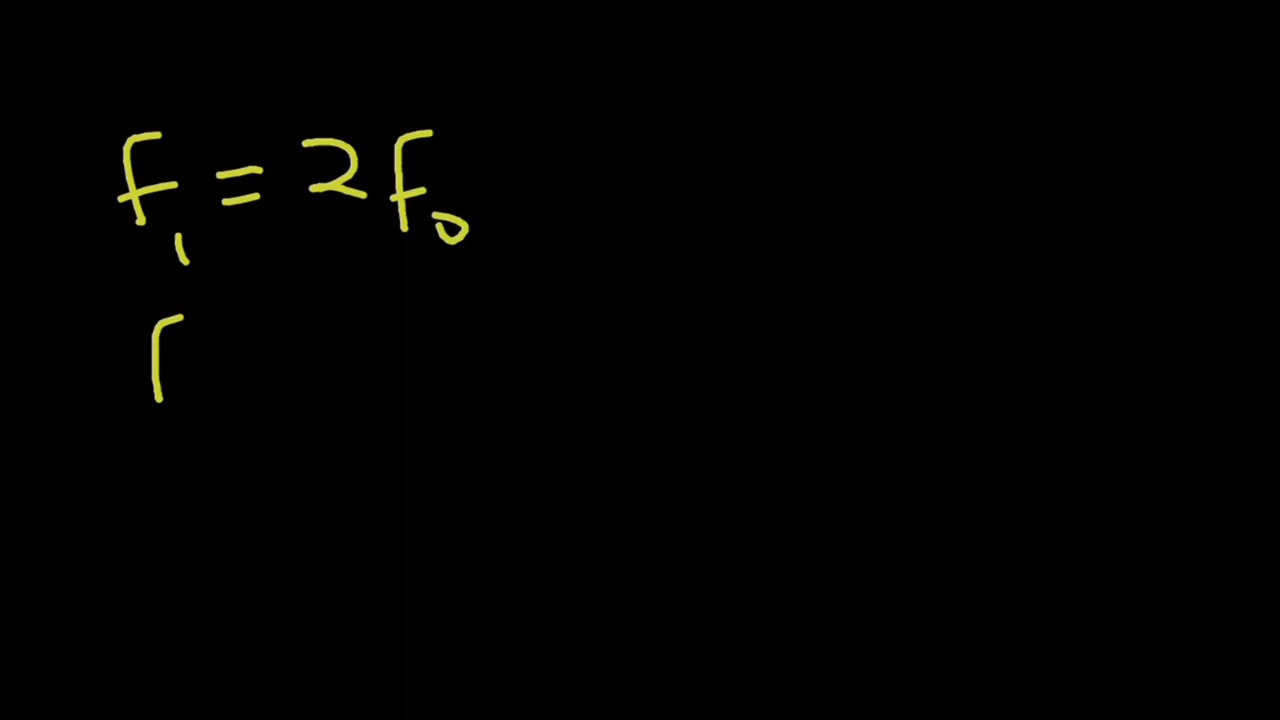 f₁ = 2f₀